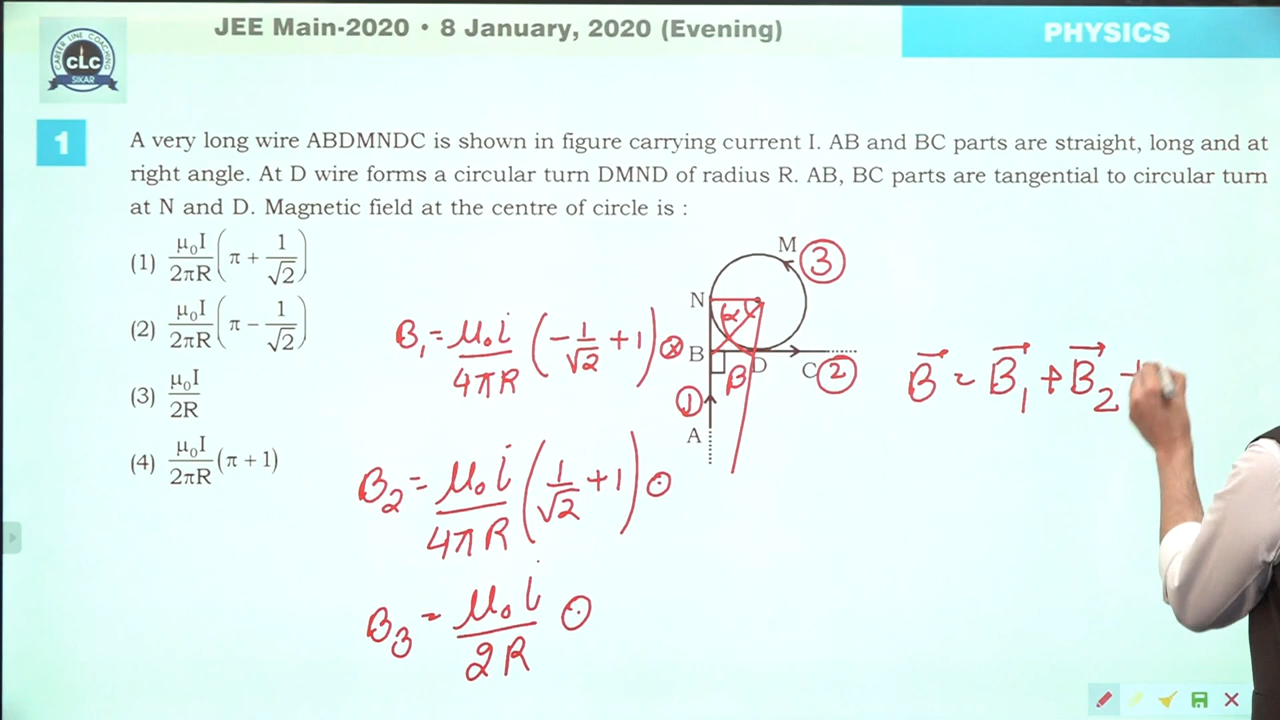 JEE Main-2020 • 8 January, 2020 (Evening)
PHYSICS
CAREER LINE COACHING
CLC
SIKAR
1
A very long wire ABDMNDC is shown in figure carrying current I. AB and BC parts are straight, long and at
right angle. At D wire forms a circular turn DMND of radius R. AB, BC parts are tangential to circular turn
at N and D. Magnetic field at the centre of circle is :
(1) μ₀I/2πR (π + 1/√2)
(2) μ₀I/2πR (π − 1/√2)
(3) μ₀I/2R
(4) μ₀I/2πR (π + 1)
M
③
N
α
B
β
D
C
②
①
A
B₁ = μ₀i/4πR (−1/√2 + 1) ⊗
B₂ = μ₀i/4πR (1/√2 + 1) ⊙
B₃ = μ₀i/2R ⊙
B⃗ = B⃗₁ + B⃗₂ +